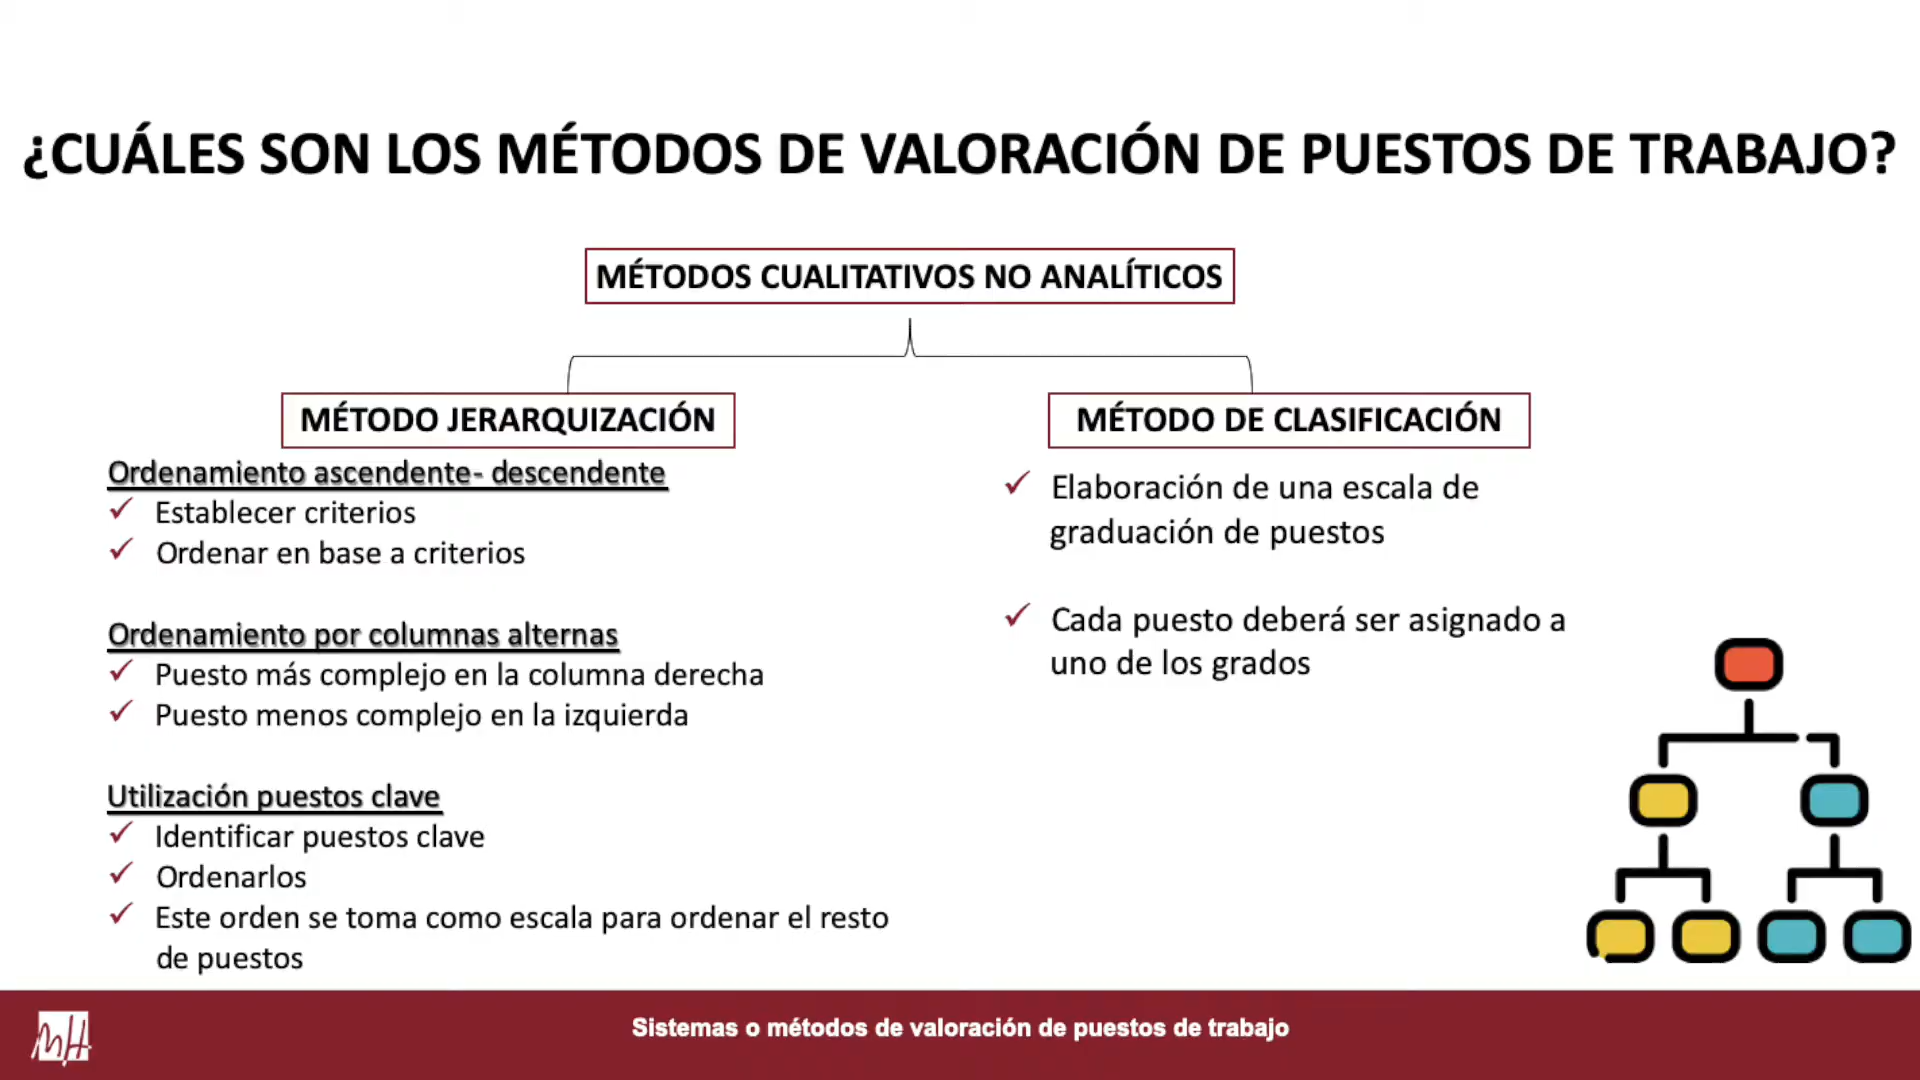 ¿CUÁLES SON LOS MÉTODOS DE VALORACIÓN DE PUESTOS DE TRABAJO?
MÉTODOS CUALITATIVOS NO ANALÍTICOS
MÉTODO JERARQUIZACIÓN
Ordenamiento ascendente- descendente
Establecer criterios
Ordenar en base a criterios
Ordenamiento por columnas alternas
Puesto más complejo en la columna derecha
Puesto menos complejo en la izquierda
Utilización puestos clave
Identificar puestos clave
Ordenarlos
Este orden se toma como escala para ordenar el resto
de puestos
MÉTODO DE CLASIFICACIÓN
Elaboración de una escala de
graduación de puestos
Cada puesto deberá ser asignado a
uno de los grados
MH
Sistemas o métodos de valoración de puestos de trabajo